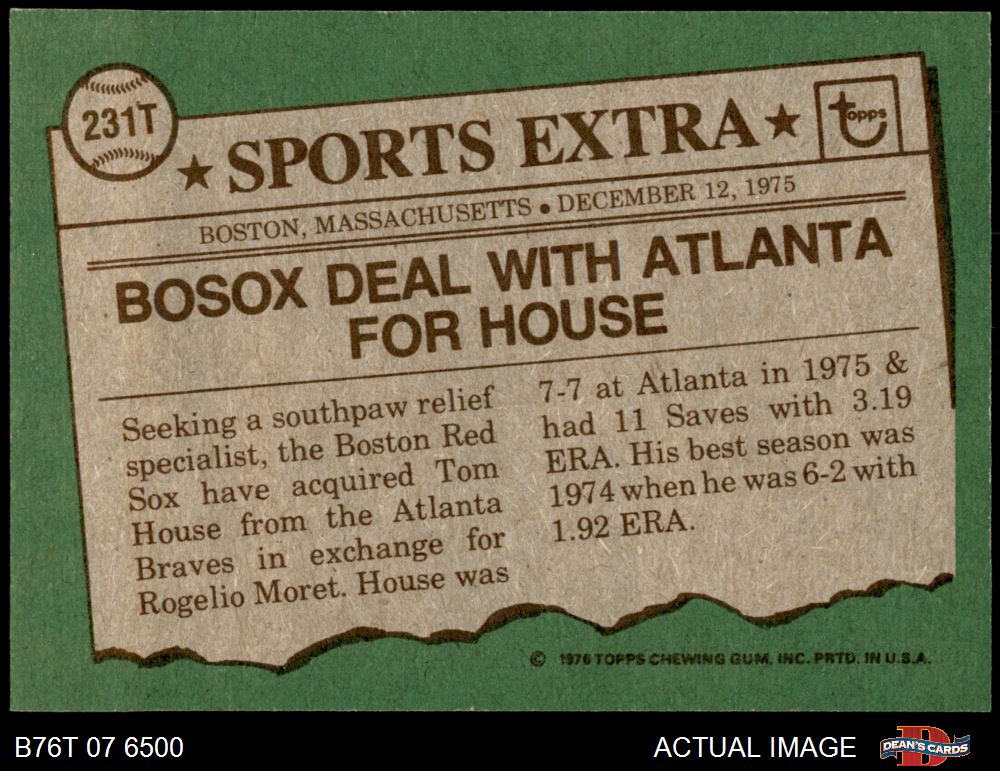 231T
★ SPORTS EXTRA ★
topps
BOSTON, MASSACHUSETTS • DECEMBER 12, 1975
BOSOX DEAL WITH ATLANTA
FOR HOUSE
Seeking a southpaw relief
specialist, the Boston Red
Sox have acquired Tom
House from the Atlanta
Braves in exchange for
Rogelio Moret. House was
7-7 at Atlanta in 1975 &
had 11 Saves with 3.19
ERA. His best season was
1974 when he was 6-2 with
1.92 ERA.
© 1976 TOPPS CHEWING GUM, INC. PRTD. IN U.S.A.
B76T 07 6500
ACTUAL IMAGE
DEAN'S CARDS